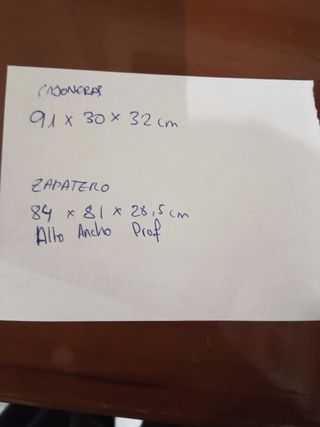 CAJONERAS
91 x 30 x 32 cm
ZAPATERO
84 x 81 x 28,5 cm
Alto Ancho Prof